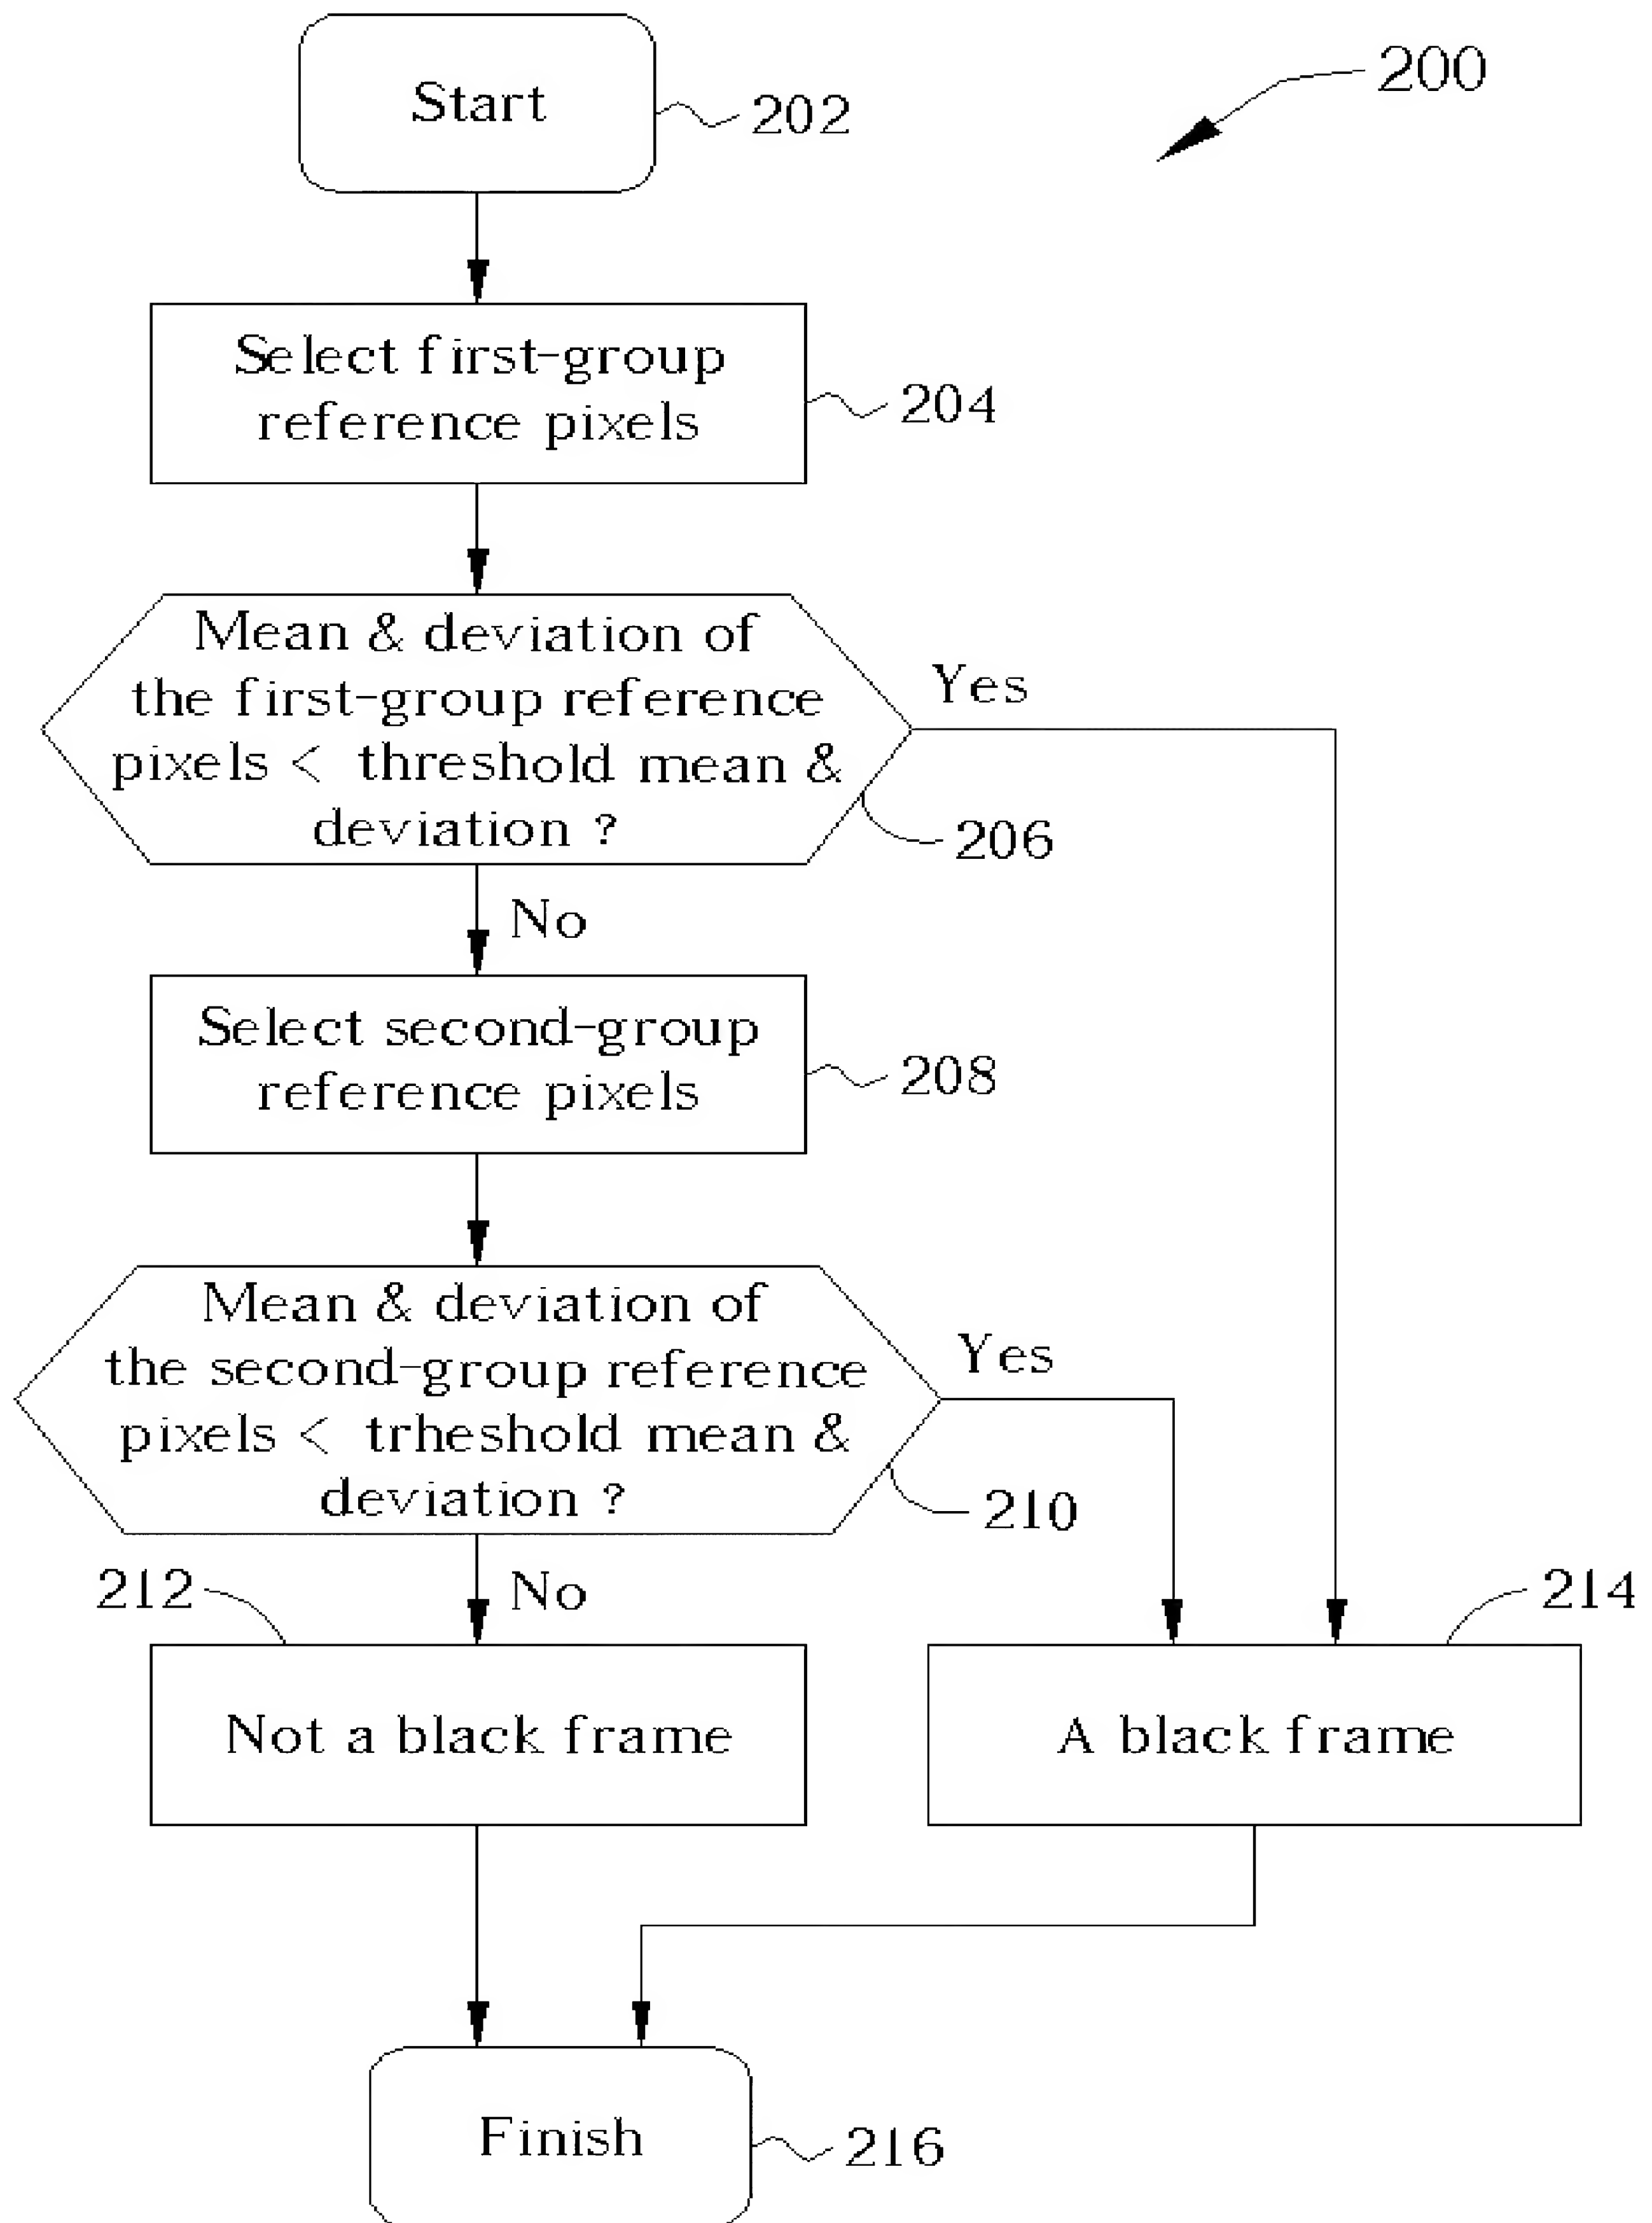 Start
202
200
Select first-group
reference pixels
204
Mean & deviation of
the first-group reference
pixels < threshold mean &
deviation ?
Yes
206
No
Select second-group
reference pixels
208
Mean & deviation of
the second-group reference
pixels < trheshold mean &
deviation ?
Yes
210
212
No
214
Not a black frame
A black frame
Finish
216